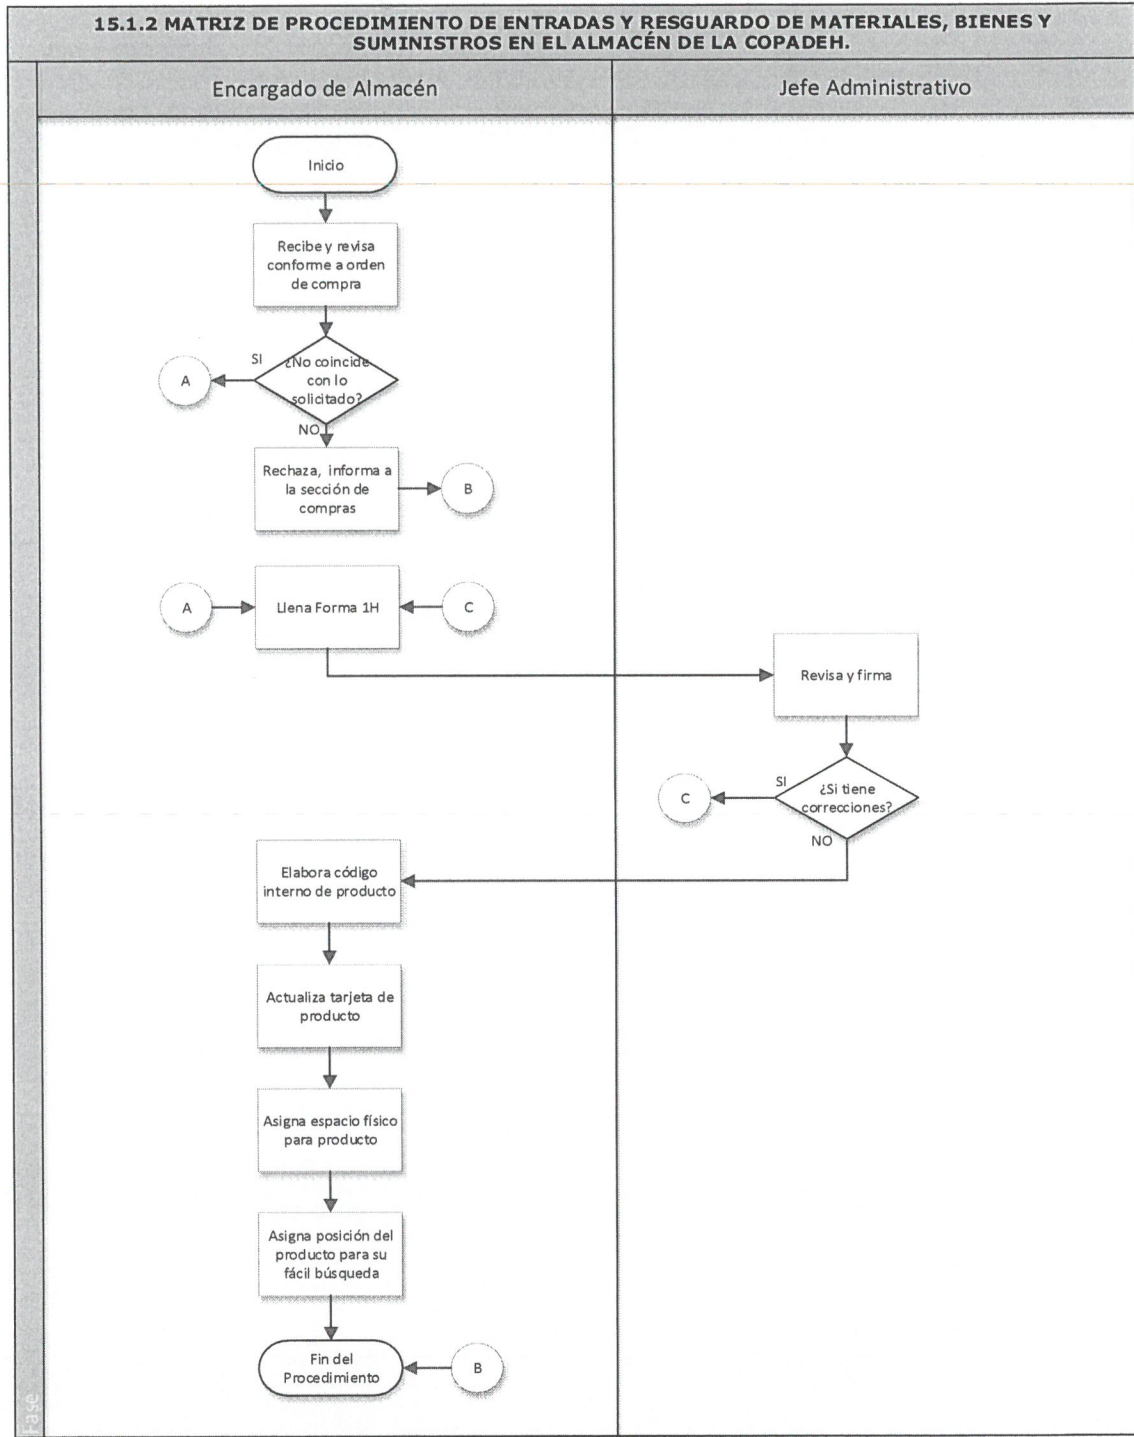 15.1.2 MATRIZ DE PROCEDIMIENTO DE ENTRADAS Y RESGUARDO DE MATERIALES, BIENES Y
SUMINISTROS EN EL ALMACÉN DE LA COPADEH.
Encargado de Almacén
Jefe Administrativo
Inicio
Recibe y revisa
conforme a orden
de compra
SI
¿No coincide
con lo
solicitado?
A
NO
Rechaza, informa a
la sección de
compras
B
A
Llena Forma 1H
C
Revisa y firma
SI
¿Si tiene
correcciones?
C
NO
Elabora código
interno de producto
Actualiza tarjeta de
producto
Asigna espacio físico
para producto
Asigna posición del
producto para su
fácil búsqueda
Fin del
Procedimiento
B
Fase